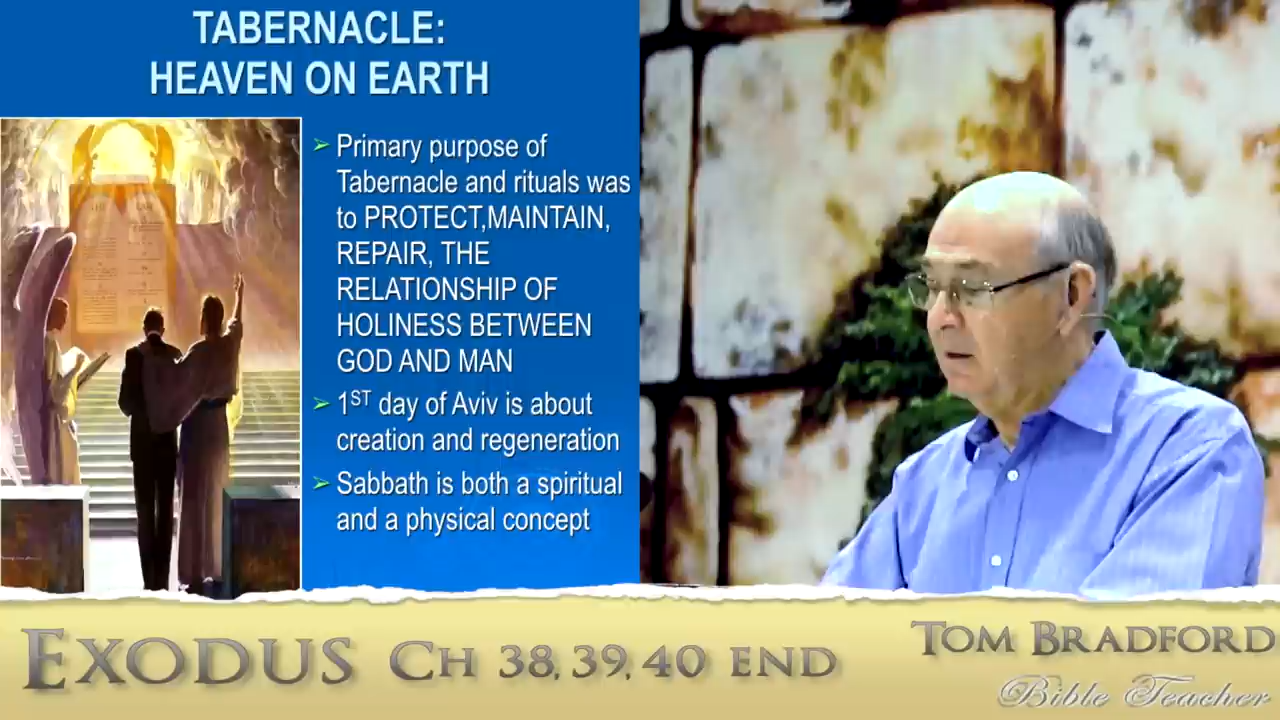 TABERNACLE:
HEAVEN ON EARTH
➢ Primary purpose of
Tabernacle and rituals was
to PROTECT,MAINTAIN,
REPAIR, THE
RELATIONSHIP OF
HOLINESS BETWEEN
GOD AND MAN
➢ 1ST day of Aviv is about
creation and regeneration
➢ Sabbath is both a spiritual
and a physical concept
EXODUS CH 38, 39, 40 END
TOM BRADFORD
Bible Teacher